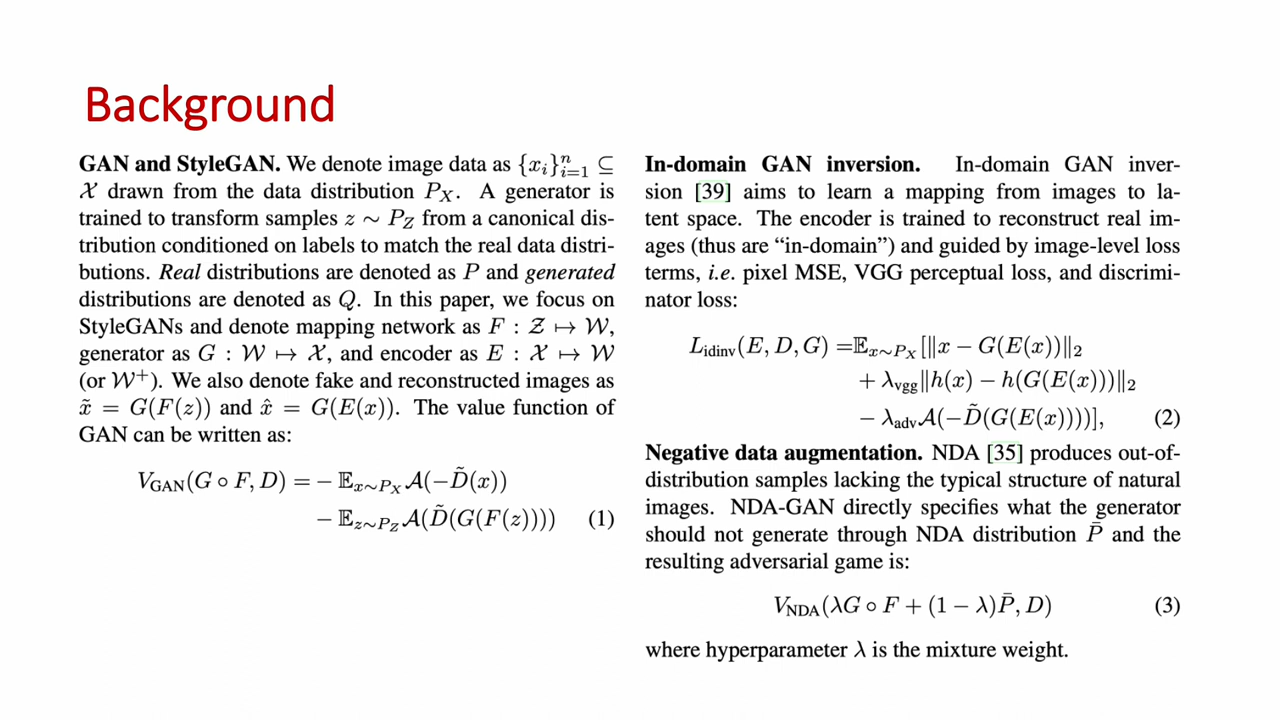 Background
GAN and StyleGAN. We denote image data as {xᵢ}ⁿᵢ₌₁ ⊆
𝒳 drawn from the data distribution P_X. A generator is
trained to transform samples z ∼ P_Z from a canonical dis-
tribution conditioned on labels to match the real data distri-
butions. Real distributions are denoted as P and generated
distributions are denoted as Q. In this paper, we focus on
StyleGANs and denote mapping network as F : 𝒵 ↦ 𝒲,
generator as G : 𝒲 ↦ 𝒳, and encoder as E : 𝒳 ↦ 𝒲
(or 𝒲⁺). We also denote fake and reconstructed images as
x̃ = G(F(z)) and x̂ = G(E(x)). The value function of
GAN can be written as:
V_GAN(G ∘ F, D) = − 𝔼_{x∼P_X} 𝒜(−D̃(x))
− 𝔼_{z∼P_Z} 𝒜(D̃(G(F(z)))) (1)
In-domain GAN inversion. In-domain GAN inver-
sion [39] aims to learn a mapping from images to la-
tent space. The encoder is trained to reconstruct real im-
ages (thus are “in-domain”) and guided by image-level loss
terms, i.e. pixel MSE, VGG perceptual loss, and discrimi-
nator loss:
L_idinv(E, D, G) =𝔼_{x∼P_X}[‖x − G(E(x))‖₂
+ λ_vgg‖h(x) − h(G(E(x)))‖₂
− λ_adv𝒜(−D̃(G(E(x))))], (2)
Negative data augmentation. NDA [35] produces out-of-
distribution samples lacking the typical structure of natural
images. NDA-GAN directly specifies what the generator
should not generate through NDA distribution P̄ and the
resulting adversarial game is:
V_NDA(λG ∘ F + (1 − λ)P̄, D) (3)
where hyperparameter λ is the mixture weight.